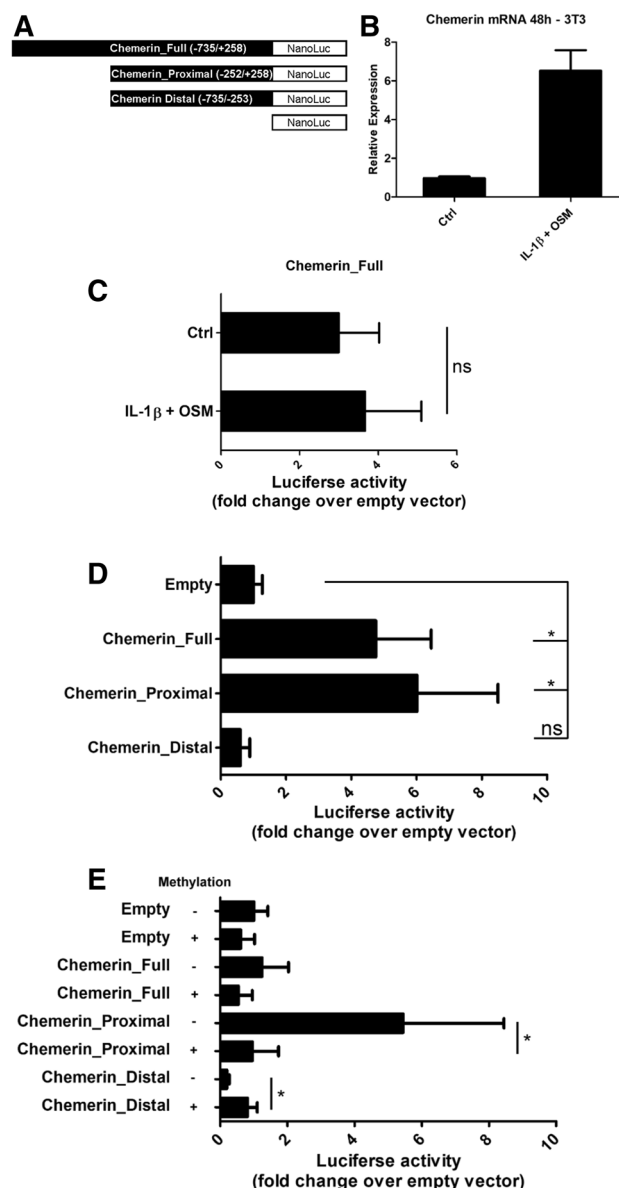 A
Chemerin_Full (-735/+258) NanoLuc
Chemerin_Proximal (-252/+258) NanoLuc
Chemerin Distal (-735/-253) NanoLuc
NanoLuc
B
Chemerin mRNA 48h - 3T3
Relative Expression
8
6
4
2
0
Ctrl
IL-1β + OSM
C
Chemerin_Full
Ctrl
IL-1β + OSM
ns
0 2 4 6
Luciferse activity
(fold change over empty vector)
D
Empty
Chemerin_Full
*
Chemerin_Proximal
*
ns
Chemerin_Distal
0 2 4 6 8 10
Luciferse activity
(fold change over empty vector)
E
Methylation
Empty -
Empty +
Chemerin_Full -
Chemerin_Full +
Chemerin_Proximal -
*
Chemerin_Proximal +
Chemerin_Distal -
*
Chemerin_Distal +
0 2 4 6 8 10
Luciferse activity
(fold change over empty vector)